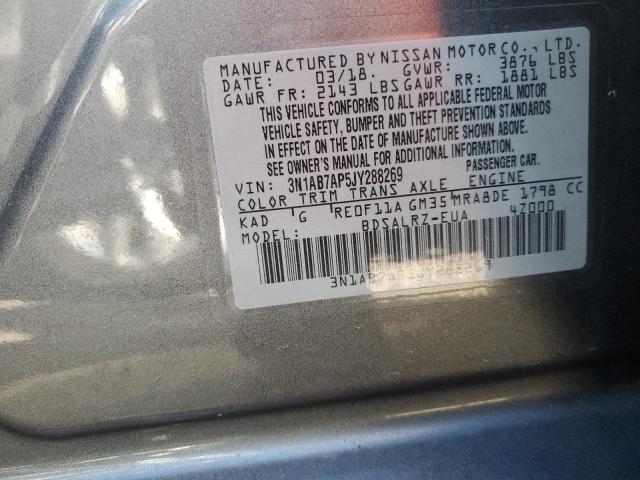 MANUFACTURED BY NISSAN MOTOR CO., LTD.
DATE: 03/18. GVWR: 3876 LBS
GAWR FR: 2143 LBS GAWR RR: 1881 LBS
THIS VEHICLE CONFORMS TO ALL APPLICABLE FEDERAL MOTOR
VEHICLE SAFETY, BUMPER AND THEFT PREVENTION STANDARDS
IN EFFECT ON THE DATE OF MANUFACTURE SHOWN ABOVE.
SEE OWNER'S MANUAL FOR ADDITIONAL INFORMATION.
VIN: 3N1AB7AP5JY288269 PASSENGER CAR.
COLOR TRIM TRANS AXLE ENGINE
KAD G RE0F11A GM35 MRA8DE 1798 CC
MODEL: BDSALRZ-EUA 4Z000
3N1AB7AP5JY288269